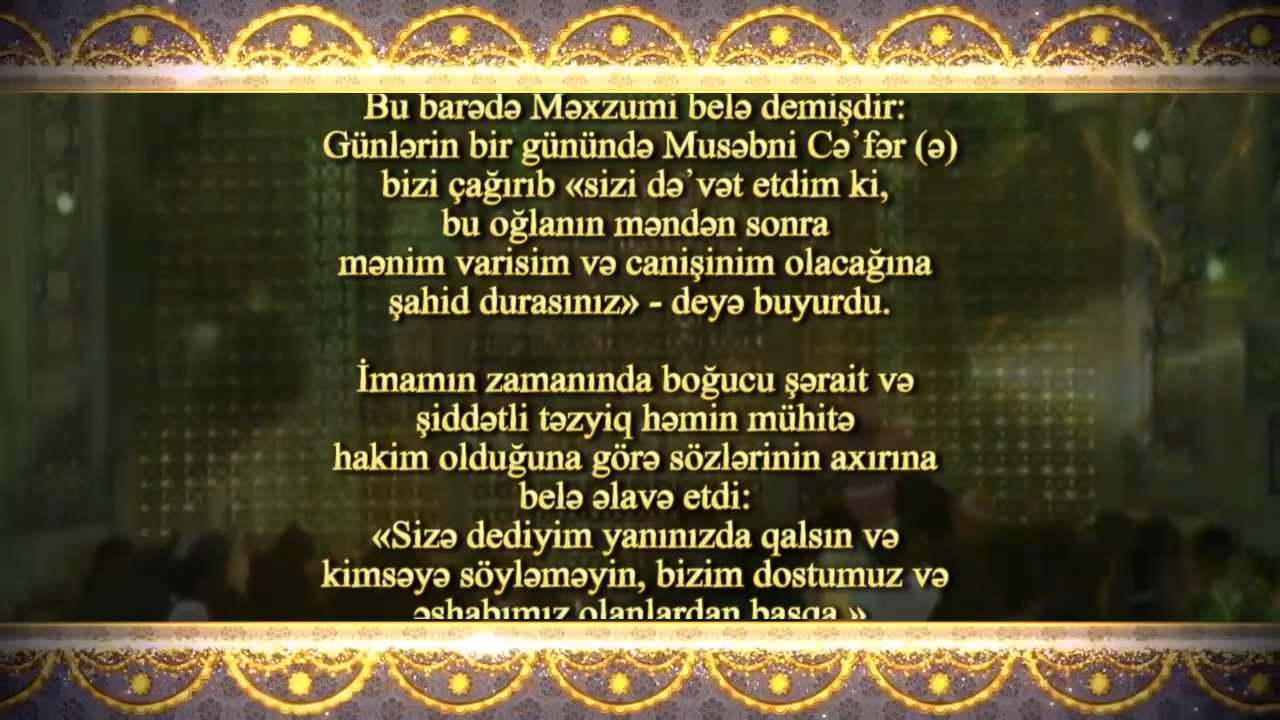 Bu barədə Məxzumi belə demişdir:
Günlərin bir günündə Musəbni Cə’fər (ə)
bizi çağırıb «sizi də’vət etdim ki,
bu oğlanın məndən sonra
mənim varisim və canişinim olacağına
şahid durasınız» - deyə buyurdu.
İmamın zamanında boğucu şərait və
şiddətli təzyiq həmin mühitə
hakim olduğuna görə sözlərinin axırına
belə əlavə etdi:
«Sizə dediyim yanınızda qalsın və
kimsəyə söyləməyin, bizim dostumuz və
əshabımız olanlardan başqa.»